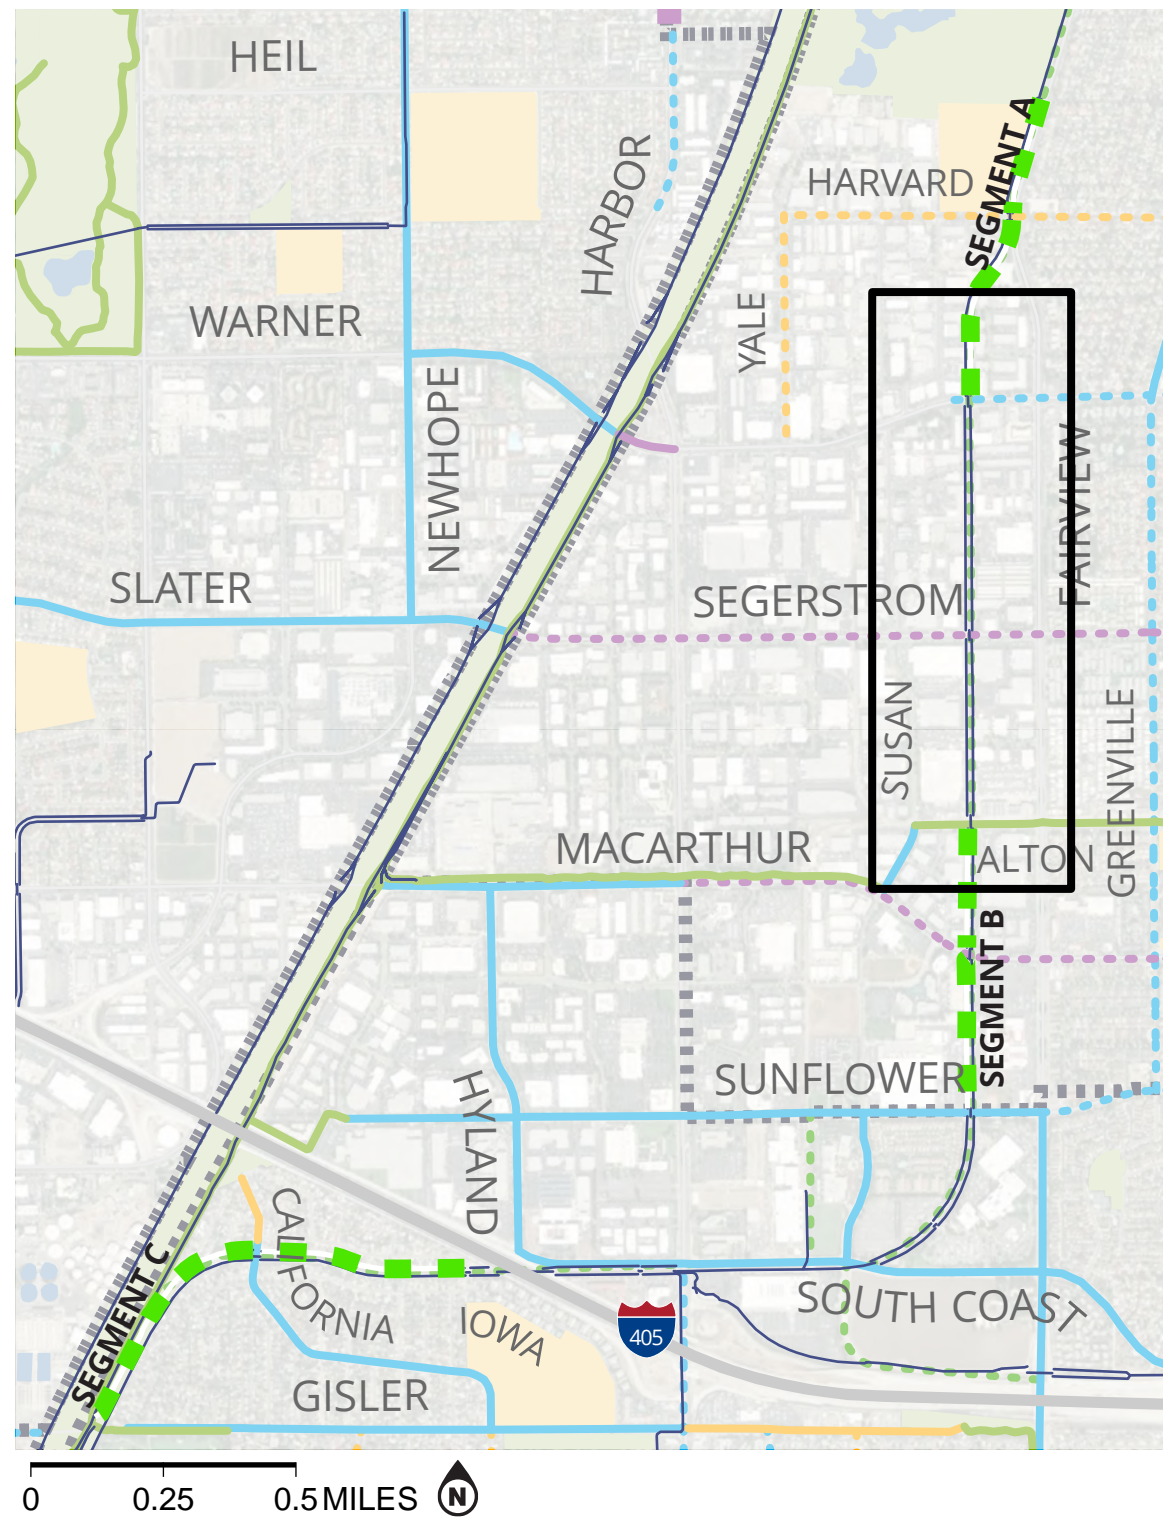 HEIL
SEGMENT A
HARBOR
HARVARD
WARNER
YALE
NEWHOPE
FAIRVIEW
SLATER
SEGERSTROM
SUSAN
GREENVILLE
MACARTHUR
ALTON
SEGMENT B
SUNFLOWER
HYLAND
CALIFORNIA
SEGMENT C
SOUTH COAST
IOWA
405
GISLER
0 0.25 0.5 MILES N